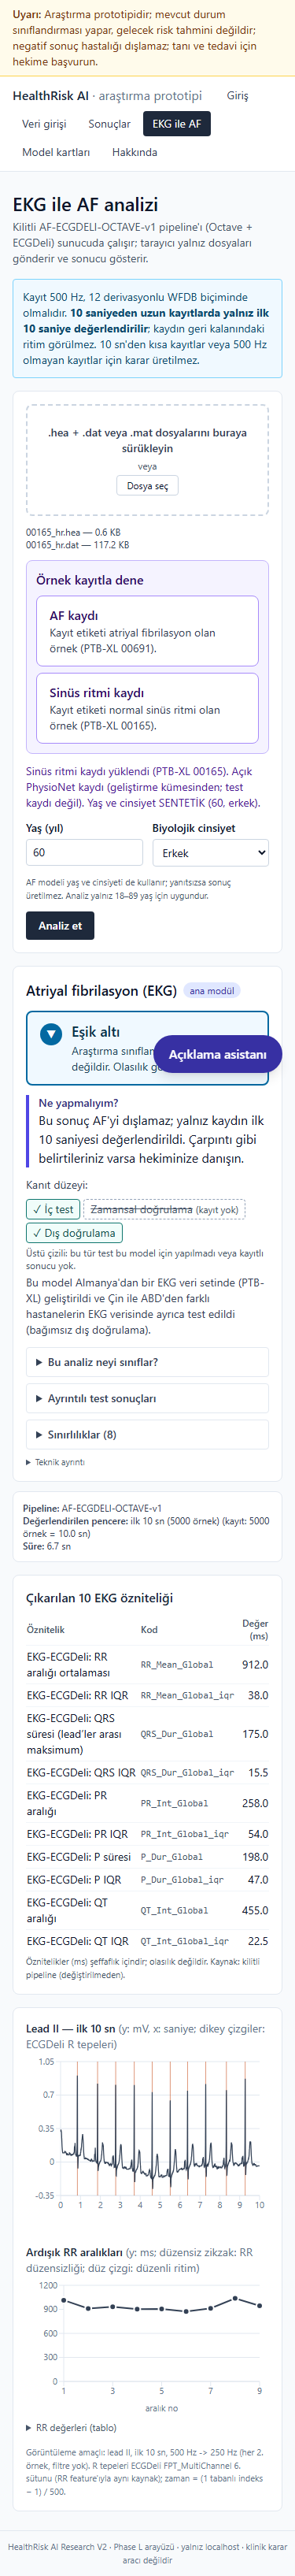 Uyarı: Araştırma prototipidir; mevcut durum
sınıflandırması yapar, gelecek risk tahmini değildir;
negatif sonuç hastalığı dışlamaz; tanı ve tedavi için
hekime başvurun.
HealthRisk AI · araştırma prototipi Giriş
Veri girişi Sonuçlar EKG ile AF
Model kartları Hakkında
EKG ile AF analizi
Kilitli AF-ECGDELI-OCTAVE-v1 pipeline'ı (Octave +
ECGDeli) sunucuda çalışır; tarayıcı yalnız dosyaları
gönderir ve sonucu gösterir.
Kayıt 500 Hz, 12 derivasyonlu WFDB biçiminde
olmalıdır. 10 saniyeden uzun kayıtlarda yalnız ilk
10 saniye değerlendirilir; kaydın geri kalanındaki
ritim görülmez. 10 sn'den kısa kayıtlar veya 500 Hz
olmayan kayıtlar için karar üretilmez.
.hea + .dat veya .mat dosyalarını buraya
sürükleyin
veya
Dosya seç
00165_hr.hea — 0.6 KB
00165_hr.dat — 117.2 KB
Örnek kayıtla dene
AF kaydı
Kayıt etiketi atriyal fibrilasyon olan
örnek (PTB-XL 00691).
Sinüs ritmi kaydı
Kayıt etiketi normal sinüs ritmi olan
örnek (PTB-XL 00165).
Sinüs ritmi kaydı yüklendi (PTB-XL 00165). Açık
PhysioNet kaydı (geliştirme kümesinden; test
kaydı değil). Yaş ve cinsiyet SENTETİK (60, erkek).
Yaş (yıl) Biyolojik cinsiyet
60 Erkek
AF modeli yaş ve cinsiyeti de kullanır; yanıtsızsa sonuç
üretilmez. Analiz yalnız 18–89 yaş için uygundur.
Analiz et
Atriyal fibrilasyon (EKG) ana modül
Eşik altı
Araştırma sınıflan
değildir. Olasılık gö
Açıklama asistanı
Ne yapmalıyım?
Bu sonuç AF'yi dışlamaz; yalnız kaydın ilk
10 saniyesi değerlendirildi. Çarpıntı gibi
belirtileriniz varsa hekiminize danışın.
Kanıt düzeyi:
✓ İç test Zamansal doğrulama (kayıt yok)
✓ Dış doğrulama
Üstü çizili: bu tür test bu model için yapılmadı veya kayıtlı
sonucu yok.
Bu model Almanya'dan bir EKG veri setinde (PTB-
XL) geliştirildi ve Çin ile ABD'den farklı
hastanelerin EKG verisinde ayrıca test edildi
(bağımsız dış doğrulama).
▶ Bu analiz neyi sınıflar?
▶ Ayrıntılı test sonuçları
▶ Sınırlılıklar (8)
▶ Teknik ayrıntı
Pipeline: AF-ECGDELI-OCTAVE-v1
Değerlendirilen pencere: ilk 10 sn (5000 örnek) (kayıt: 5000
örnek = 10.0 sn)
Süre: 6.7 sn
Çıkarılan 10 EKG özniteliği
Öznitelik Kod Değer
(ms)
EKG-ECGDeli: RR
aralığı ortalaması RR_Mean_Global 912.0
EKG-ECGDeli: RR IQR RR_Mean_Global_iqr 38.0
EKG-ECGDeli: QRS
süresi (lead'ler arası
maksimum) QRS_Dur_Global 175.0
EKG-ECGDeli: QRS IQR QRS_Dur_Global_iqr 15.5
EKG-ECGDeli: PR
aralığı PR_Int_Global 258.0
EKG-ECGDeli: PR IQR PR_Int_Global_iqr 54.0
EKG-ECGDeli: P süresi P_Dur_Global 198.0
EKG-ECGDeli: P IQR P_Dur_Global_iqr 47.0
EKG-ECGDeli: QT
aralığı QT_Int_Global 455.0
EKG-ECGDeli: QT IQR QT_Int_Global_iqr 22.5
Öznitelikler (ms) şeffaflık içindir; olasılık değildir. Kaynak: kilitli
pipeline (değiştirilmeden).
Lead II — ilk 10 sn (y: mV, x: saniye; dikey çizgiler:
ECGDeli R tepeleri)
1.05
0.7
0.35
0
-0.35
0 1 2 3 4 5 6 7 8 9 10
Ardışık RR aralıkları (y: ms; düzensiz zikzak: RR
düzensizliği; düz çizgi: düzenli ritim)
1200
900
600
300
0
1 3 5 7 9
aralık no
▶ RR değerleri (tablo)
Görüntüleme amaçlı: lead II, ilk 10 sn, 500 Hz -> 250 Hz (her 2.
örnek, filtre yok). R tepeleri ECGDeli FPT_MultiChannel 6.
sütunu (RR feature'ıyla aynı kaynak); zaman = (1 tabanlı indeks
− 1) / 500.
HealthRisk AI Research V2 · Phase L arayüzü · yalnız localhost · klinik karar
aracı değildir